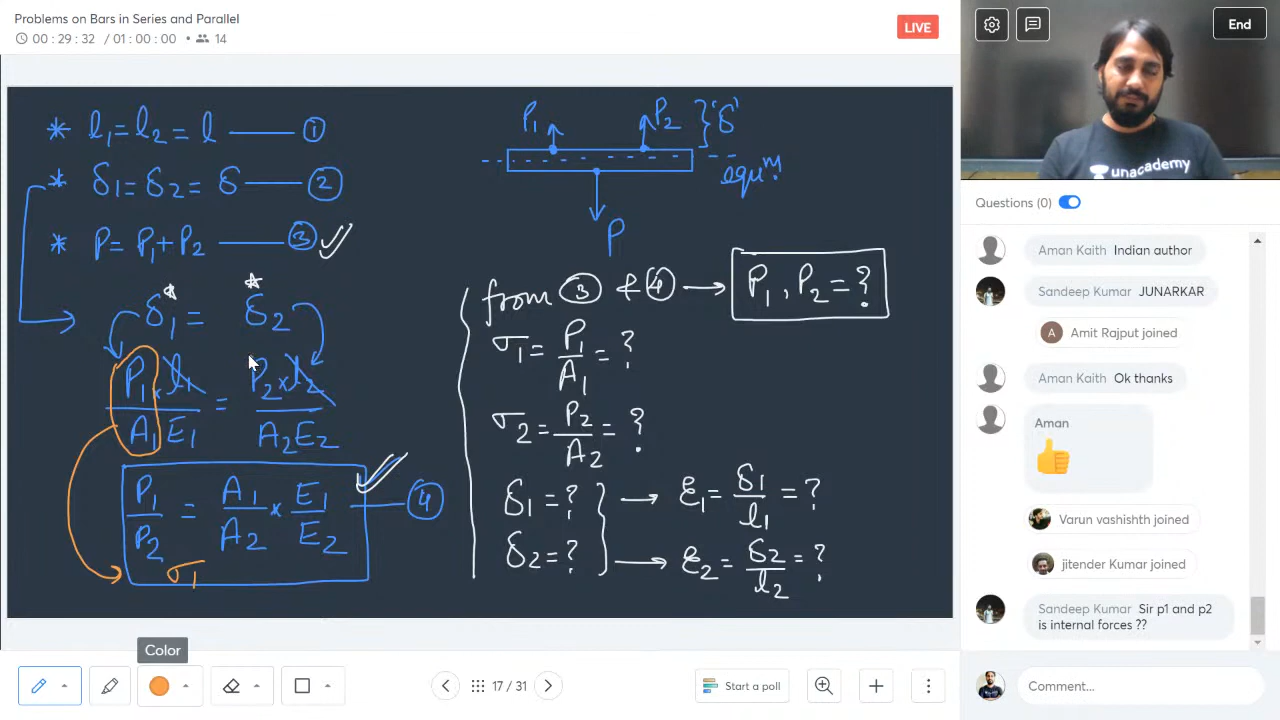 Problems on Bars in Series and Parallel
00 : 29 : 32 / 01 : 00 : 00 • 14
LIVE
End
* l₁ = l₂ = l —— ①
* δ₁ = δ₂ = δ —— ②
* P = P₁ + P₂ —— ③
δ₁ = δ₂
P₁ × l₁ / A₁ E₁ = P₂ × l₂ / A₂ E₂
P₁ / P₂ = A₁ / A₂ × E₁ / E₂ —— ④
σ₁
P₁ P₂ } 'δ'
equᵐ.
P
from ③ & ④ → P₁, P₂ = ?
σ₁ = P₁ / A₁ = ?
σ₂ = P₂ / A₂ = ?
δ₁ = ? } → ε₁ = δ₁ / l₁ = ?
δ₂ = ? } → ε₂ = δ₂ / l₂ = ?
Color
17 / 31
Start a poll
unacademy
Questions (0)
Aman Kaith Indian author
Sandeep Kumar JUNARKAR
A Amit Rajput joined
Aman Kaith Ok thanks
Aman
Varun vashishth joined
jitender Kumar joined
Sandeep Kumar Sir p1 and p2
is internal forces ??
Comment...